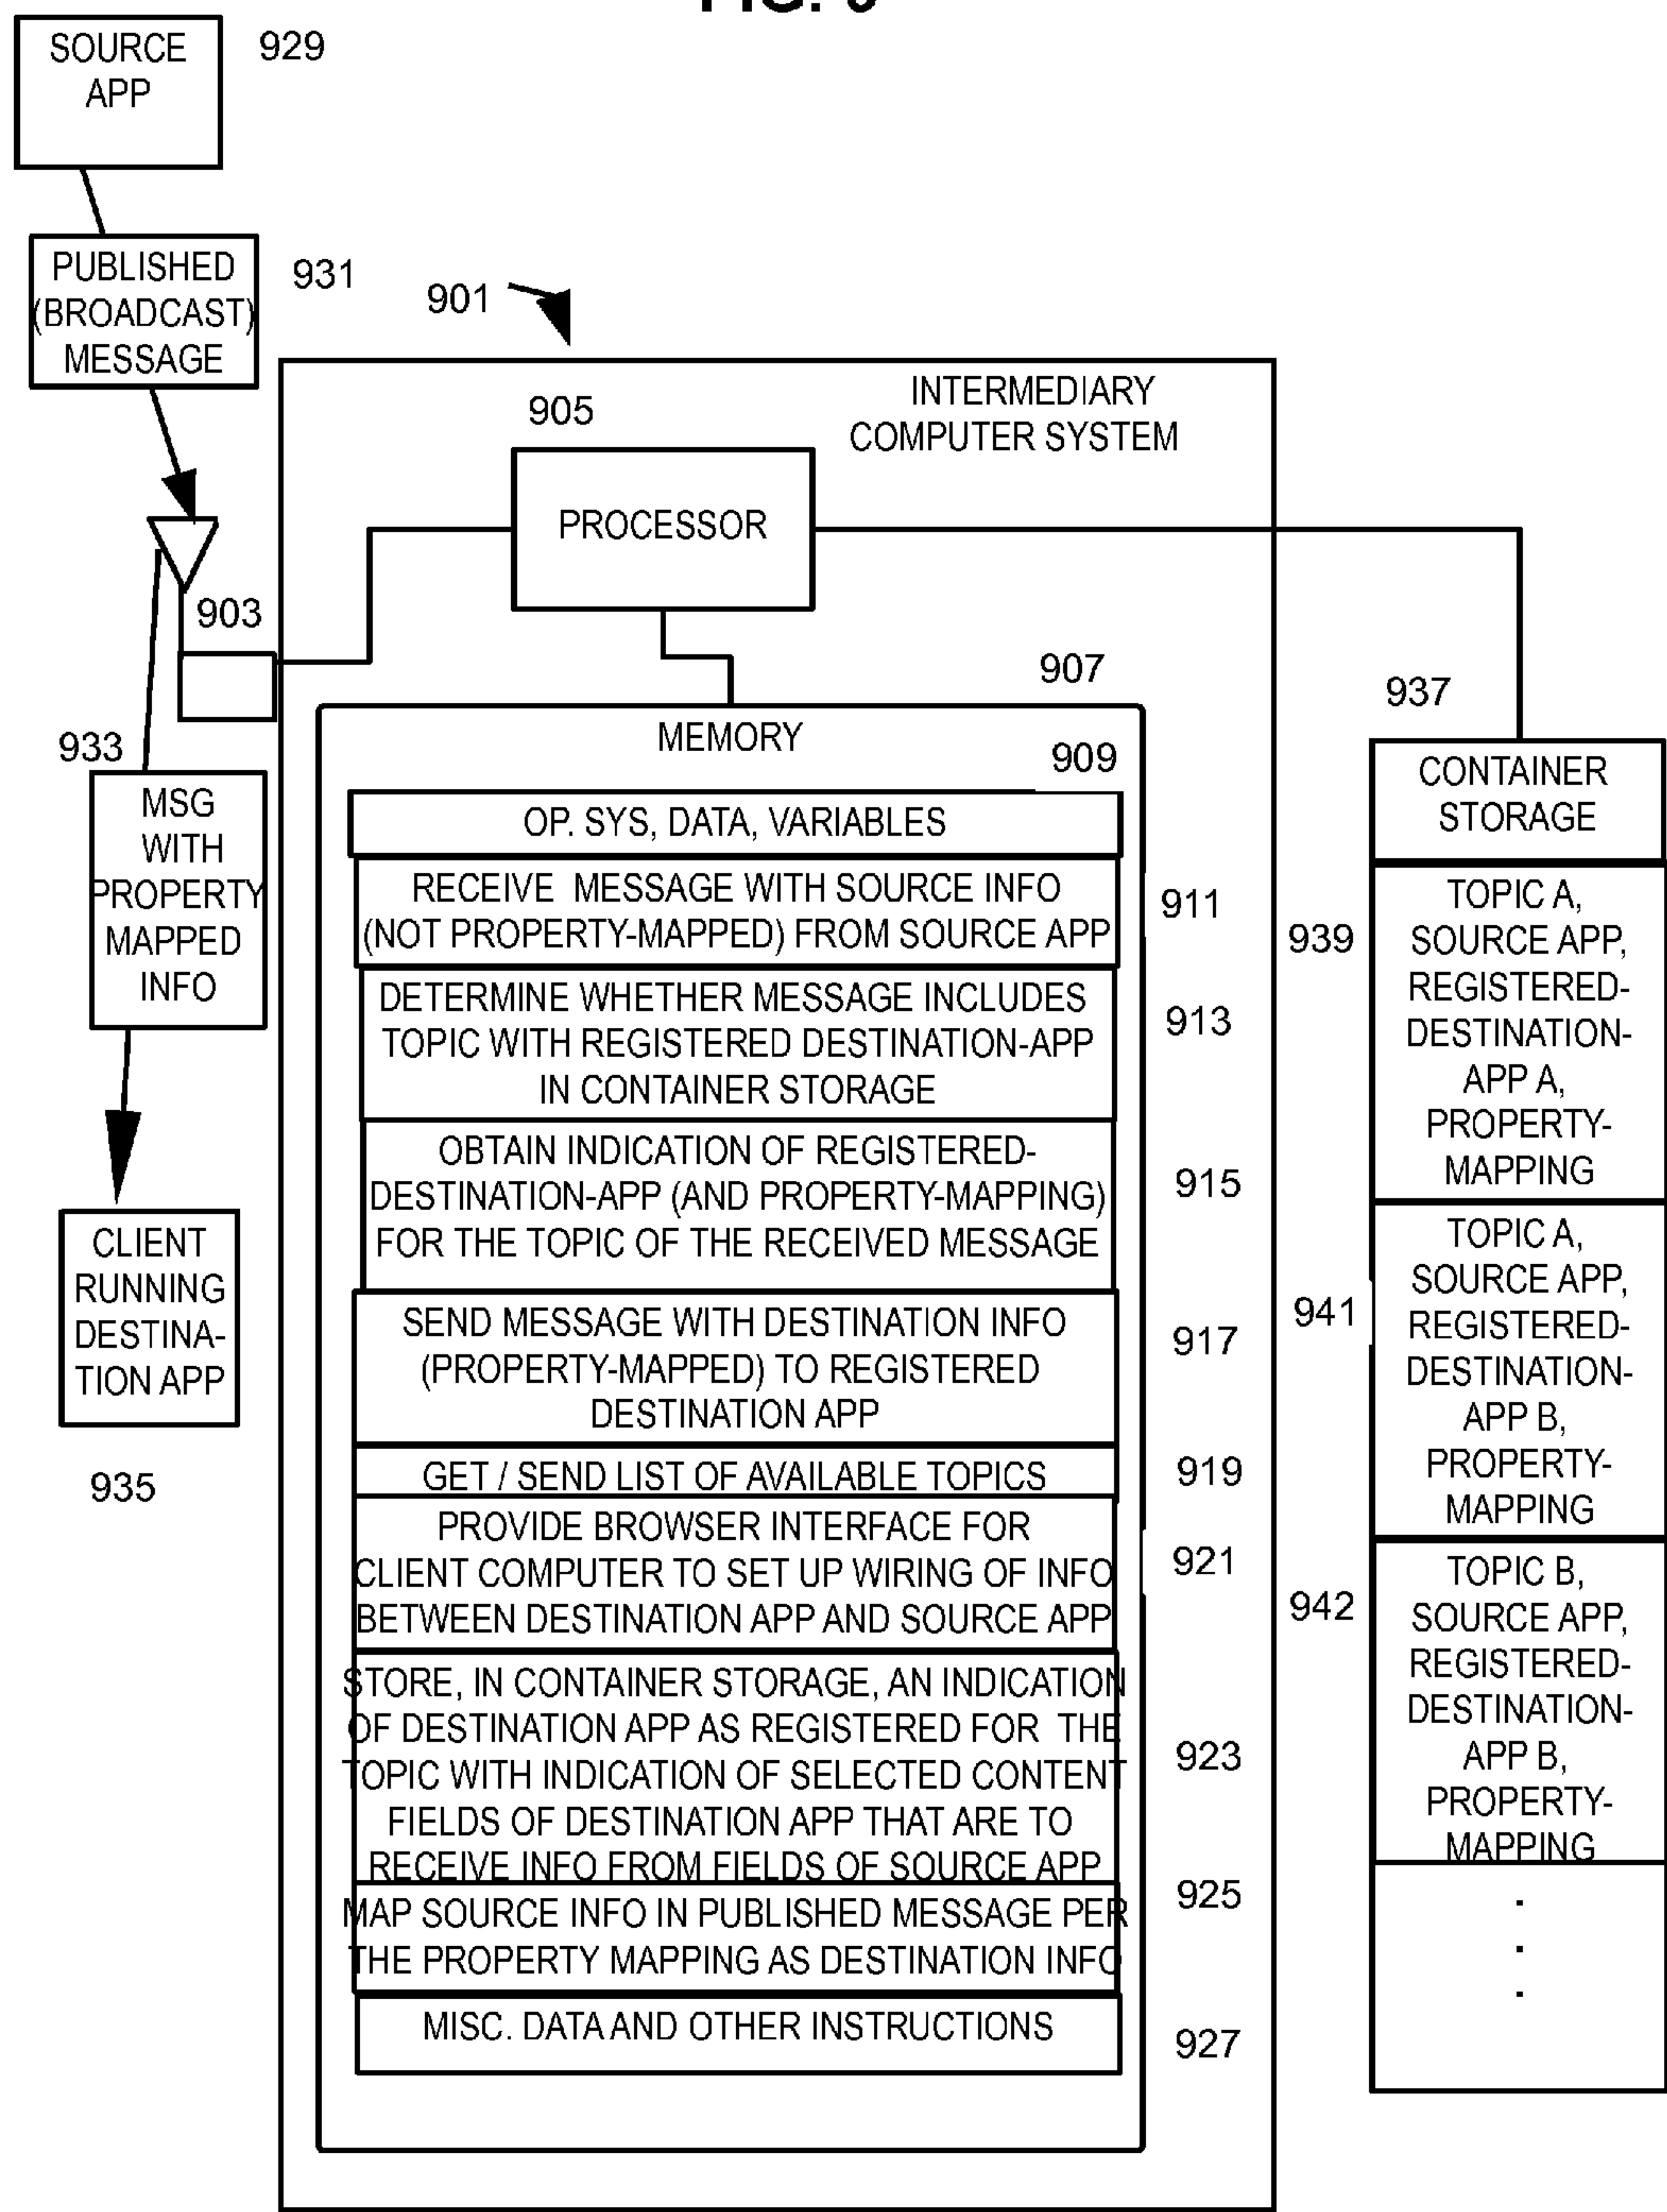 SOURCE
APP
929
PUBLISHED
(BROADCAST)
MESSAGE
931
901
INTERMEDIARY
COMPUTER SYSTEM
905
PROCESSOR
903
907
MEMORY
909
OP. SYS, DATA, VARIABLES
RECEIVE MESSAGE WITH SOURCE INFO
(NOT PROPERTY-MAPPED) FROM SOURCE APP
911
DETERMINE WHETHER MESSAGE INCLUDES
TOPIC WITH REGISTERED DESTINATION-APP
IN CONTAINER STORAGE
913
OBTAIN INDICATION OF REGISTERED-
DESTINATION-APP (AND PROPERTY-MAPPING)
FOR THE TOPIC OF THE RECEIVED MESSAGE
915
SEND MESSAGE WITH DESTINATION INFO
(PROPERTY-MAPPED) TO REGISTERED
DESTINATION APP
917
GET / SEND LIST OF AVAILABLE TOPICS
919
PROVIDE BROWSER INTERFACE FOR
CLIENT COMPUTER TO SET UP WIRING OF INFO
BETWEEN DESTINATION APP AND SOURCE APP
921
STORE, IN CONTAINER STORAGE, AN INDICATION
OF DESTINATION APP AS REGISTERED FOR THE
TOPIC WITH INDICATION OF SELECTED CONTENT
FIELDS OF DESTINATION APP THAT ARE TO
RECEIVE INFO FROM FIELDS OF SOURCE APP
923
MAP SOURCE INFO IN PUBLISHED MESSAGE PER
THE PROPERTY MAPPING AS DESTINATION INFO
925
MISC. DATA AND OTHER INSTRUCTIONS
927
933
MSG
WITH
PROPERTY
MAPPED
INFO
CLIENT
RUNNING
DESTINA-
TION APP
935
937
CONTAINER
STORAGE
939
TOPIC A,
SOURCE APP,
REGISTERED-
DESTINATION-
APP A,
PROPERTY-
MAPPING
941
TOPIC A,
SOURCE APP,
REGISTERED-
DESTINATION-
APP B,
PROPERTY-
MAPPING
942
TOPIC B,
SOURCE APP,
REGISTERED-
DESTINATION-
APP B,
PROPERTY-
MAPPING
.
.
.